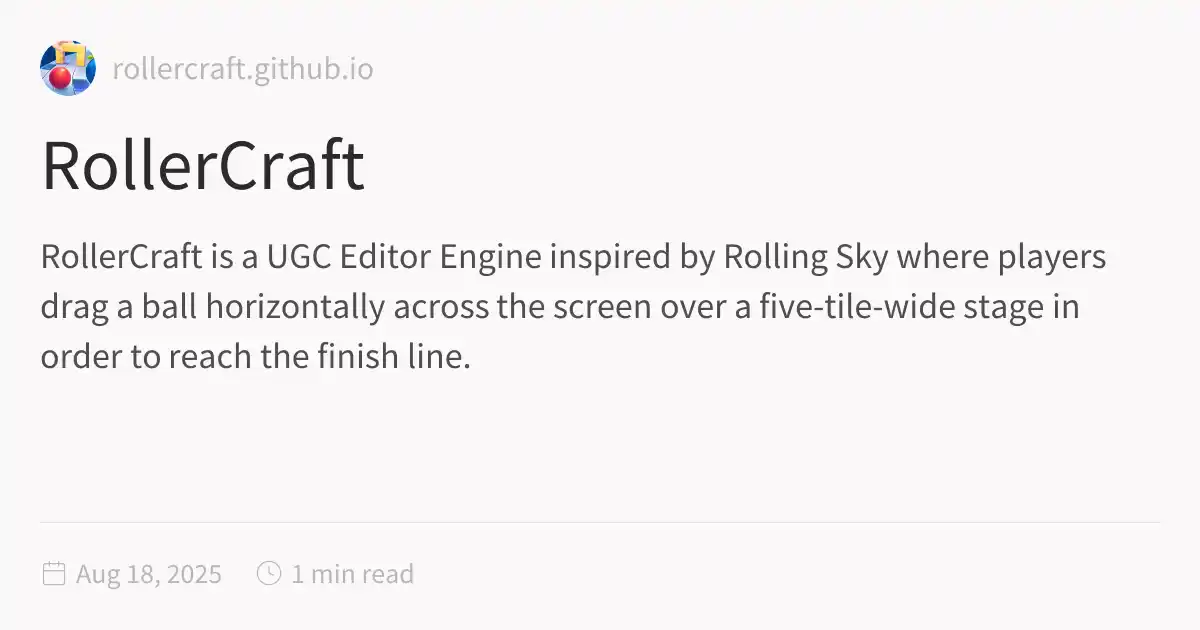 rollercraft.github.io
RollerCraft
RollerCraft is a UGC Editor Engine inspired by Rolling Sky where players
drag a ball horizontally across the screen over a five-tile-wide stage in
order to reach the finish line.
Aug 18, 2025 1 min read